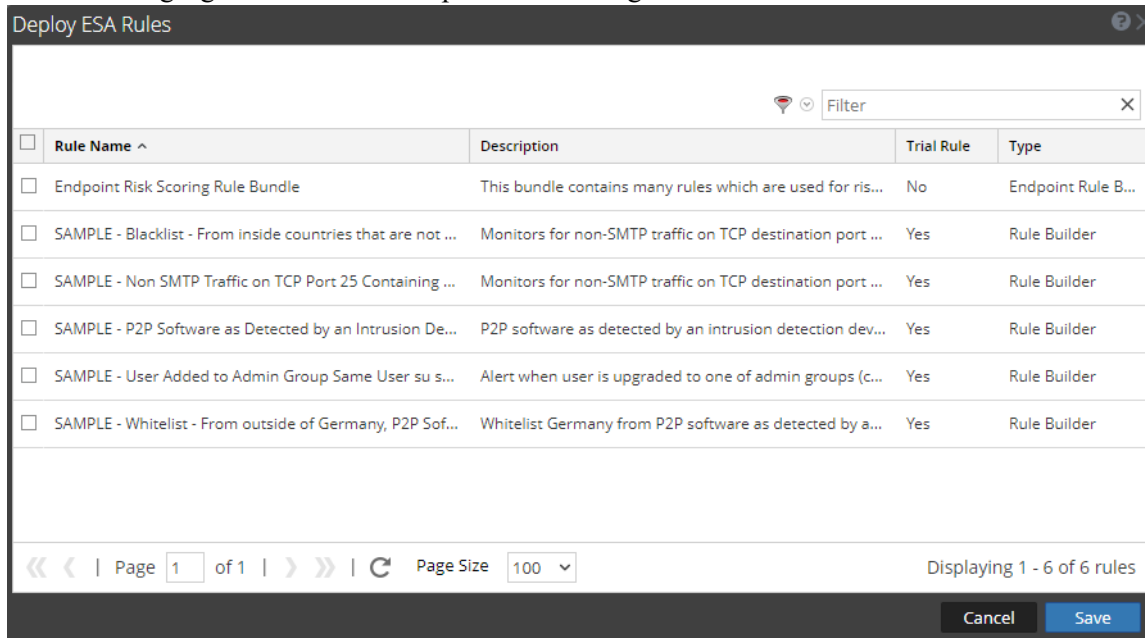 Deploy ESA Rules
Filter
Rule Name Description Trial Rule Type
Endpoint Risk Scoring Rule Bundle This bundle contains many rules which are used for ris... No Endpoint Rule B...
SAMPLE - Blacklist - From inside countries that are not ... Monitors for non-SMTP traffic on TCP destination port ... Yes Rule Builder
SAMPLE - Non SMTP Traffic on TCP Port 25 Containing ... Monitors for non-SMTP traffic on TCP destination port ... Yes Rule Builder
SAMPLE - P2P Software as Detected by an Intrusion De... P2P software as detected by an intrusion detection dev... Yes Rule Builder
SAMPLE - User Added to Admin Group Same User su s... Alert when user is upgraded to one of admin groups (c... Yes Rule Builder
SAMPLE - Whitelist - From outside of Germany, P2P Sof... Whitelist Germany from P2P software as detected by a... Yes Rule Builder
Page 1 of 1 | Page Size 100 Displaying 1 - 6 of 6 rules
Cancel Save